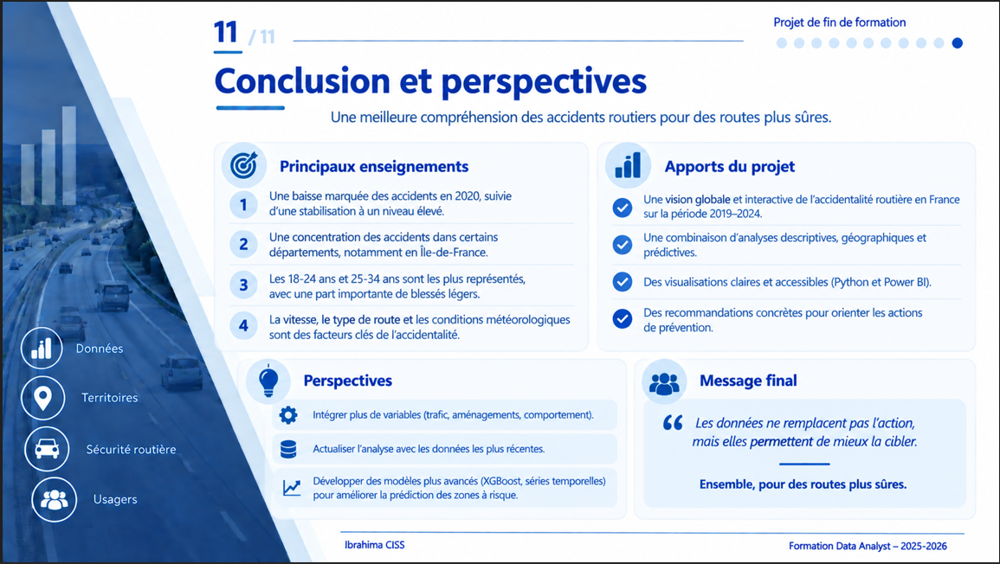 11 / 11
Projet de fin de formation
Conclusion et perspectives
Une meilleure compréhension des accidents routiers pour des routes plus sûres.
Principaux enseignements
1
Une baisse marquée des accidents en 2020, suivie
d’une stabilisation à un niveau élevé.
2
Une concentration des accidents dans certains
départements, notamment en Île-de-France.
3
Les 18-24 ans et 25-34 ans sont les plus représentés,
avec une part importante de blessés légers.
4
La vitesse, le type de route et les conditions météorologiques
sont des facteurs clés de l’accidentalité.
Apports du projet
Une vision globale et interactive de l’accidentalité routière en France
sur la période 2019–2024.
Une combinaison d’analyses descriptives, géographiques et
prédictives.
Des visualisations claires et accessibles (Python et Power BI).
Des recommandations concrètes pour orienter les actions
de prévention.
Données
Territoires
Sécurité routière
Usagers
Perspectives
Intégrer plus de variables (trafic, aménagements, comportement).
Actualiser l’analyse avec les données les plus récentes.
Développer des modèles plus avancés (XGBoost, séries temporelles)
pour améliorer la prédiction des zones à risque.
Message final
“ Les données ne remplacent pas l’action,
mais elles permettent de mieux la cibler.
Ensemble, pour des routes plus sûres.
Ibrahima CISS
Formation Data Analyst – 2025-2026